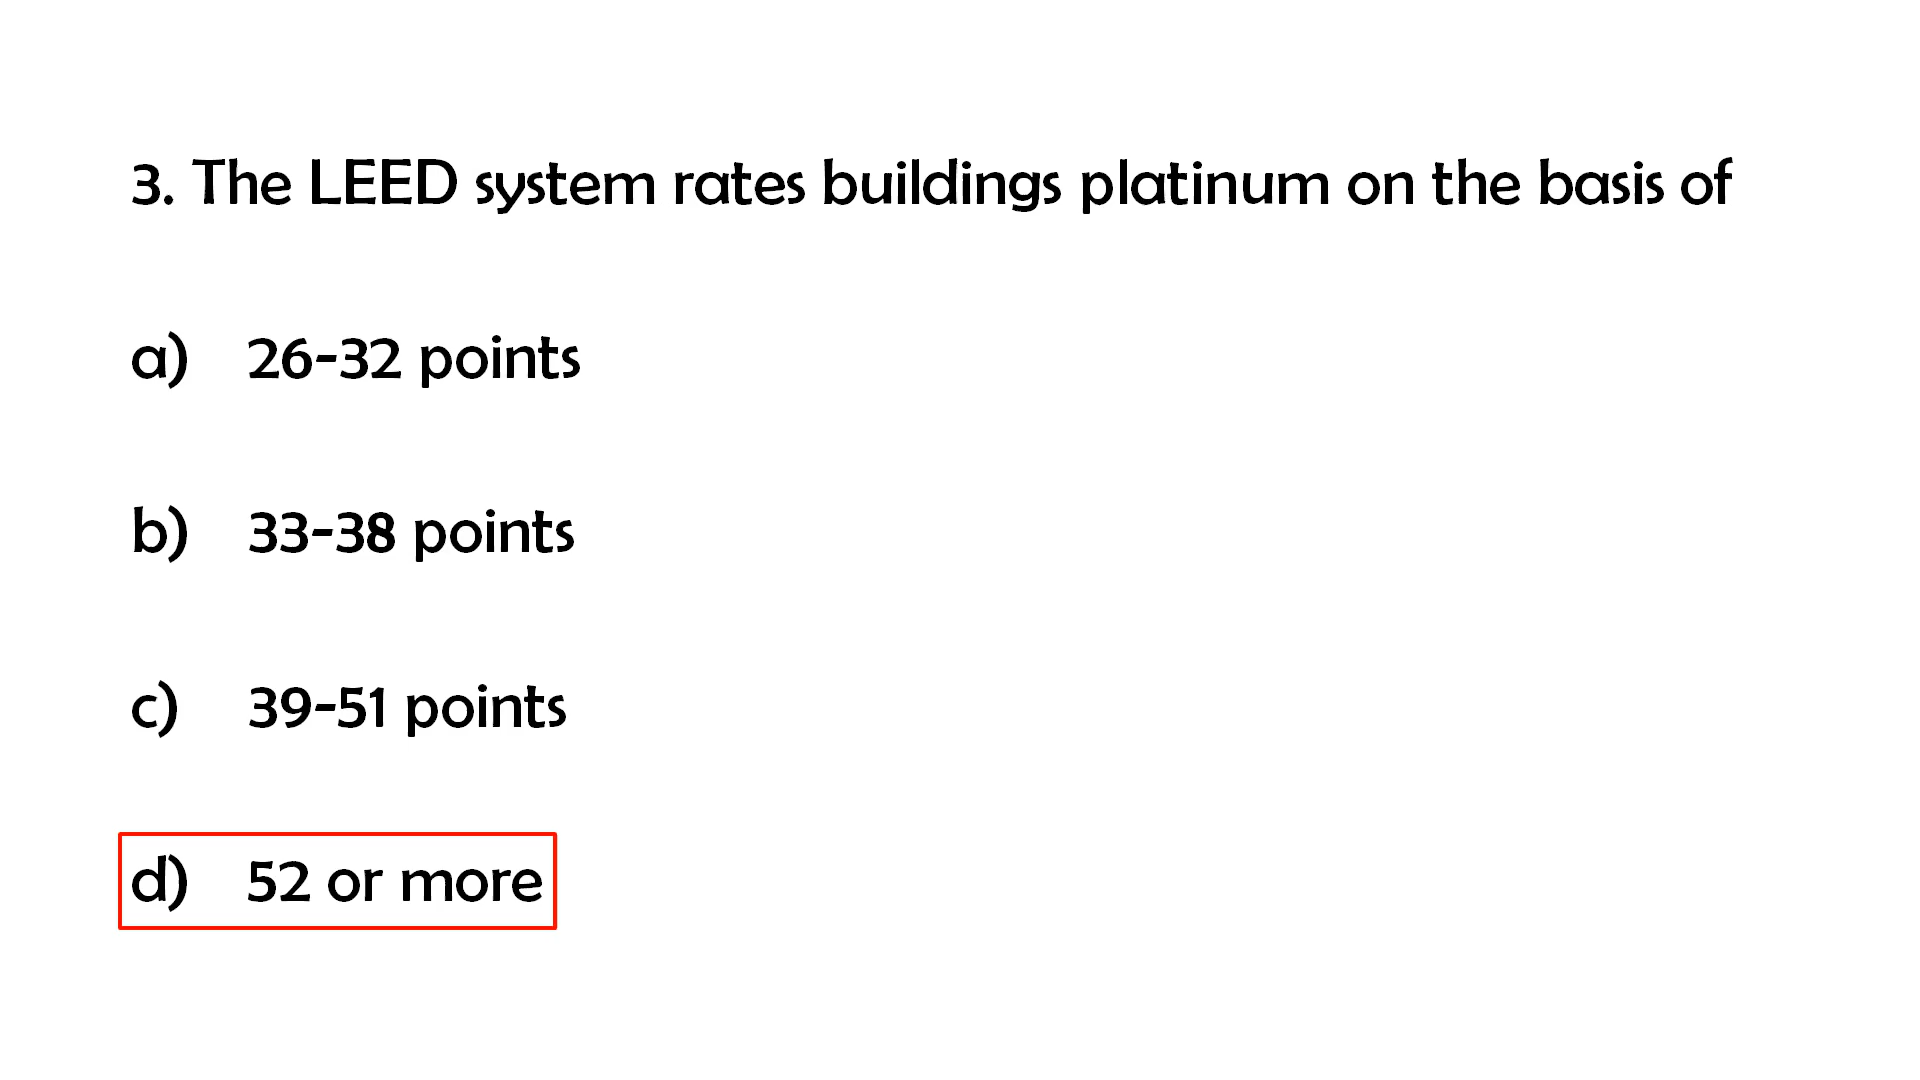 3. The LEED system rates buildings platinum on the basis of
a) 26-32 points
b) 33-38 points
c) 39-51 points
d) 52 or more